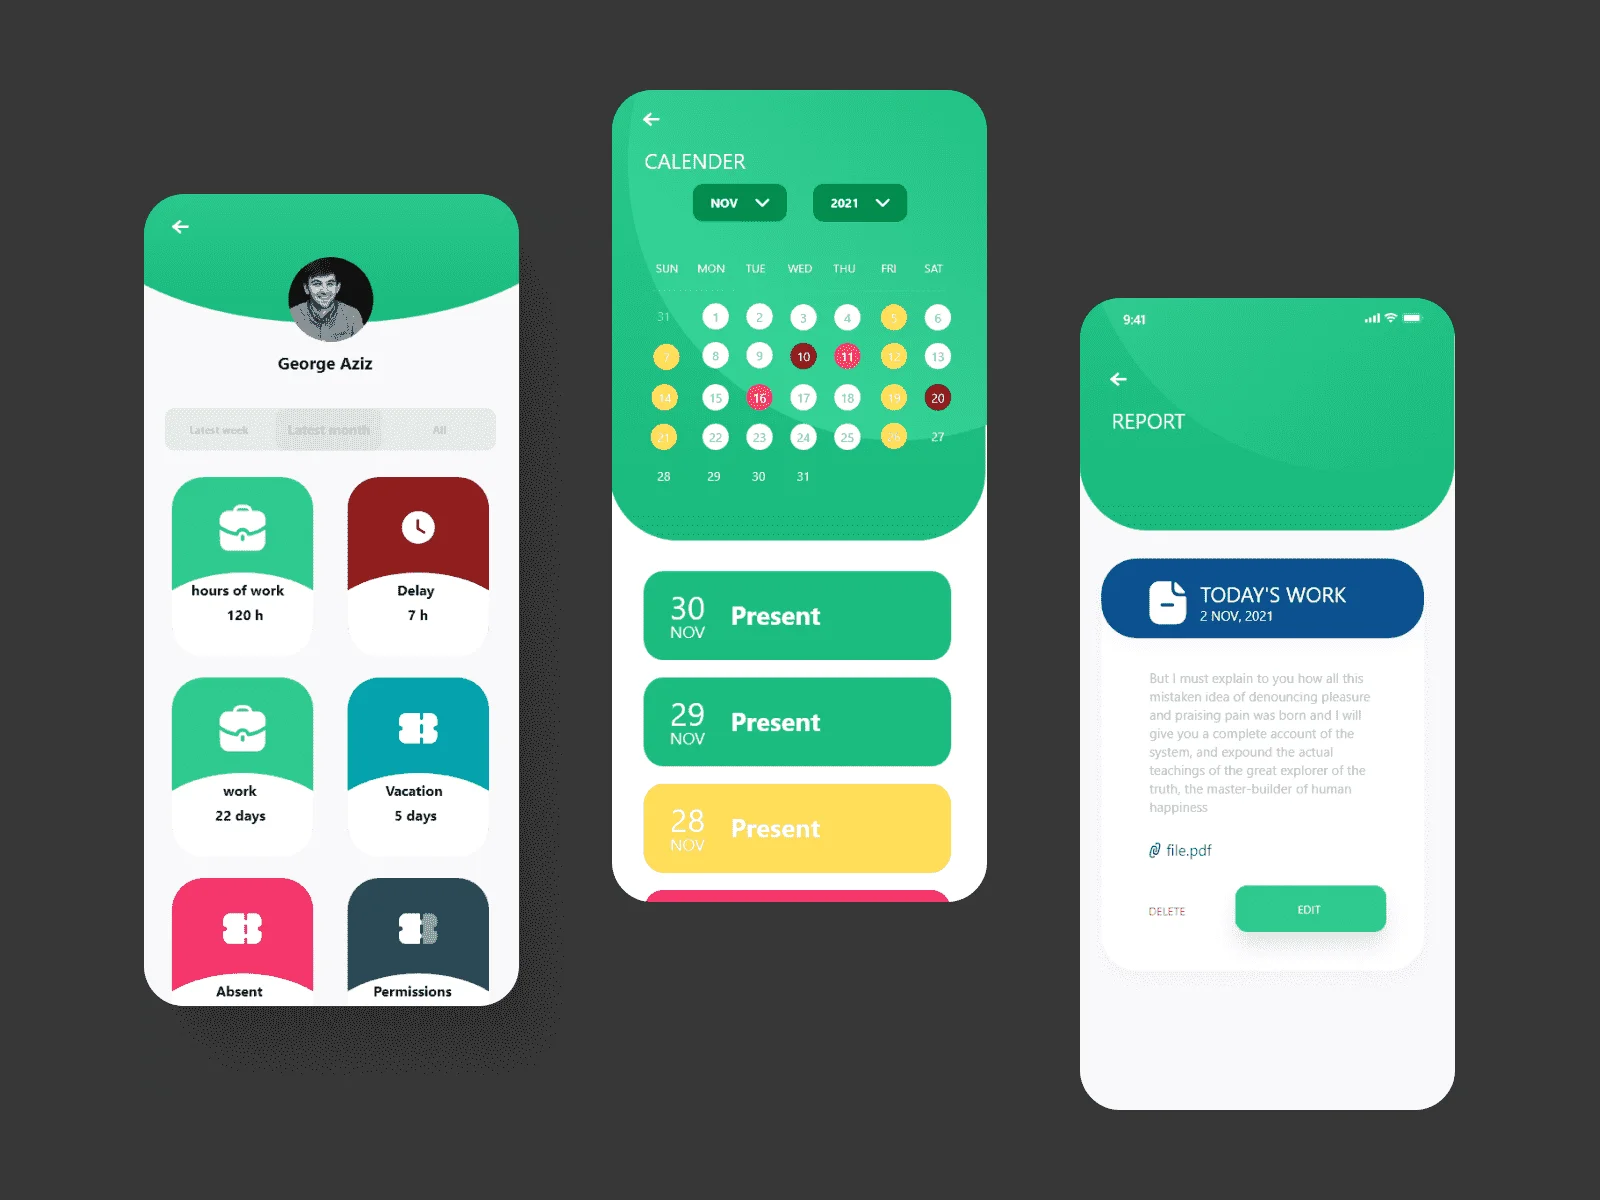 George Aziz
Latest week Latest month All
hours of work
120 h
Delay
7 h
work
22 days
Vacation
5 days
Absent
Permissions
CALENDER
NOV 2021
SUN MON TUE WED THU FRI SAT
31 1 2 3 4 5 6
7 8 9 10 11 12 13
14 15 16 17 18 19 20
21 22 23 24 25 26 27
28 29 30 31
30
NOV
Present
29
NOV
Present
28
NOV
Present
9:41
REPORT
TODAY'S WORK
2 NOV, 2021
But I must explain to you how all this
mistaken idea of denouncing pleasure
and praising pain was born and I will
give you a complete account of the
system, and expound the actual
teachings of the great explorer of the
truth, the master-builder of human
happiness
file.pdf
DELETE
EDIT